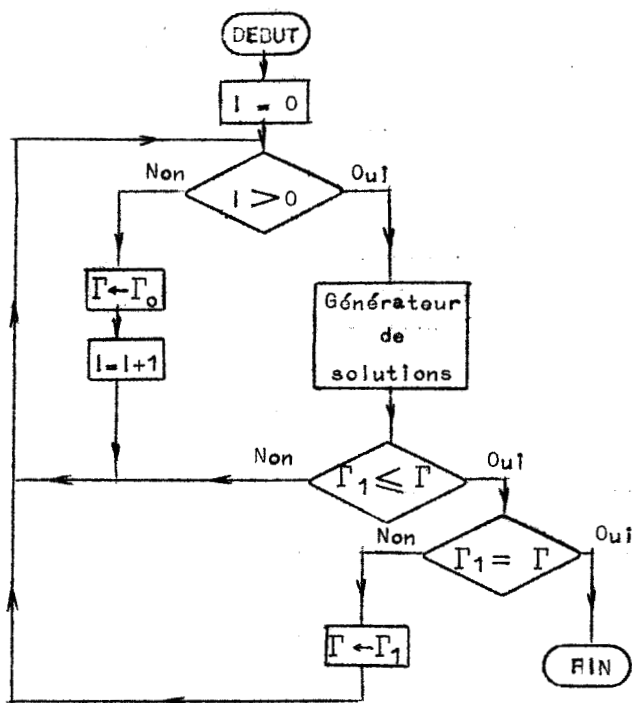 DEBUT
I = 0
Non
Oui
I > 0
Γ←Γ₀
I=I+1
Générateur
de
solutions
Non
Γ₁ ≤ Γ
Oui
Non
Γ₁ = Γ
Oui
Γ←Γ₁
FIN